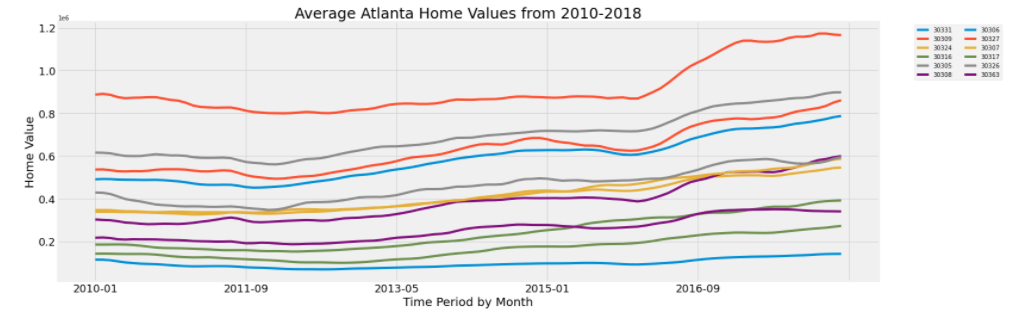 Average Atlanta Home Values from 2010-2018
1e6
1.2
1.0
0.8
0.6
0.4
0.2
Home Value
2010-01 2011-09 2013-05 2015-01 2016-09
Time Period by Month
30331 30306
30309 30327
30324 30307
30316 30317
30305 30326
30308 30363